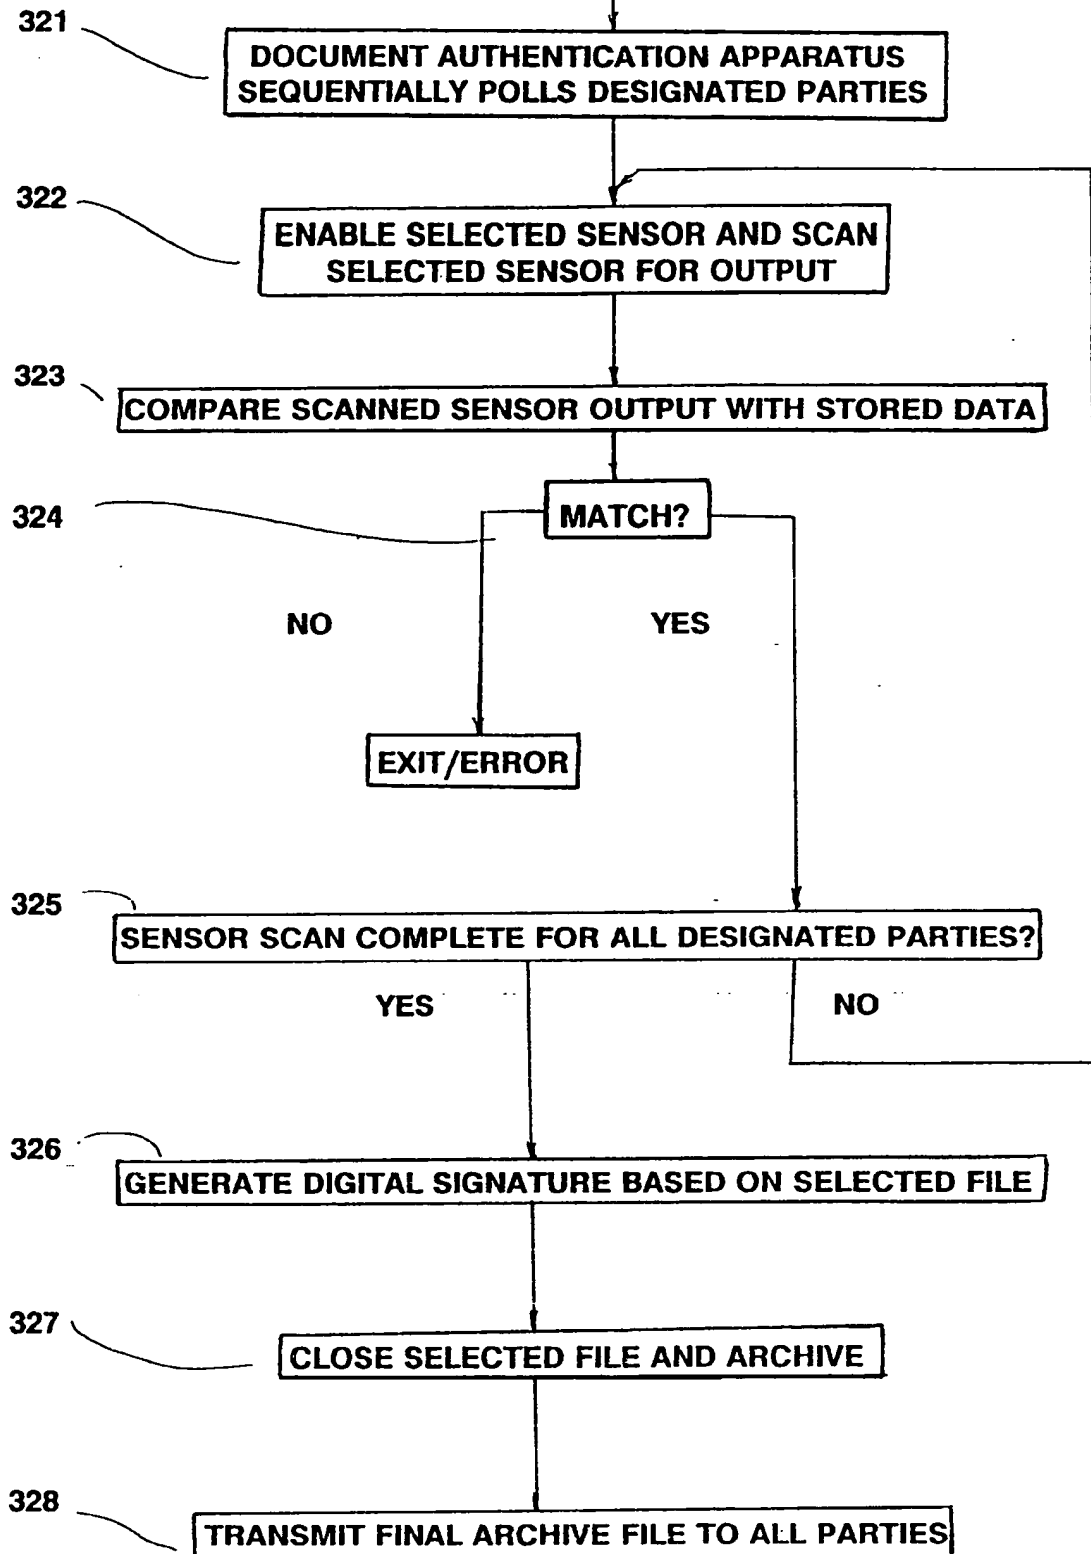 321
DOCUMENT AUTHENTICATION APPARATUS
SEQUENTIALLY POLLS DESIGNATED PARTIES
322
ENABLE SELECTED SENSOR AND SCAN
SELECTED SENSOR FOR OUTPUT
323
COMPARE SCANNED SENSOR OUTPUT WITH STORED DATA
324
MATCH?
NO
YES
EXIT/ERROR
325
SENSOR SCAN COMPLETE FOR ALL DESIGNATED PARTIES?
YES
NO
326
GENERATE DIGITAL SIGNATURE BASED ON SELECTED FILE
327
CLOSE SELECTED FILE AND ARCHIVE
328
TRANSMIT FINAL ARCHIVE FILE TO ALL PARTIES